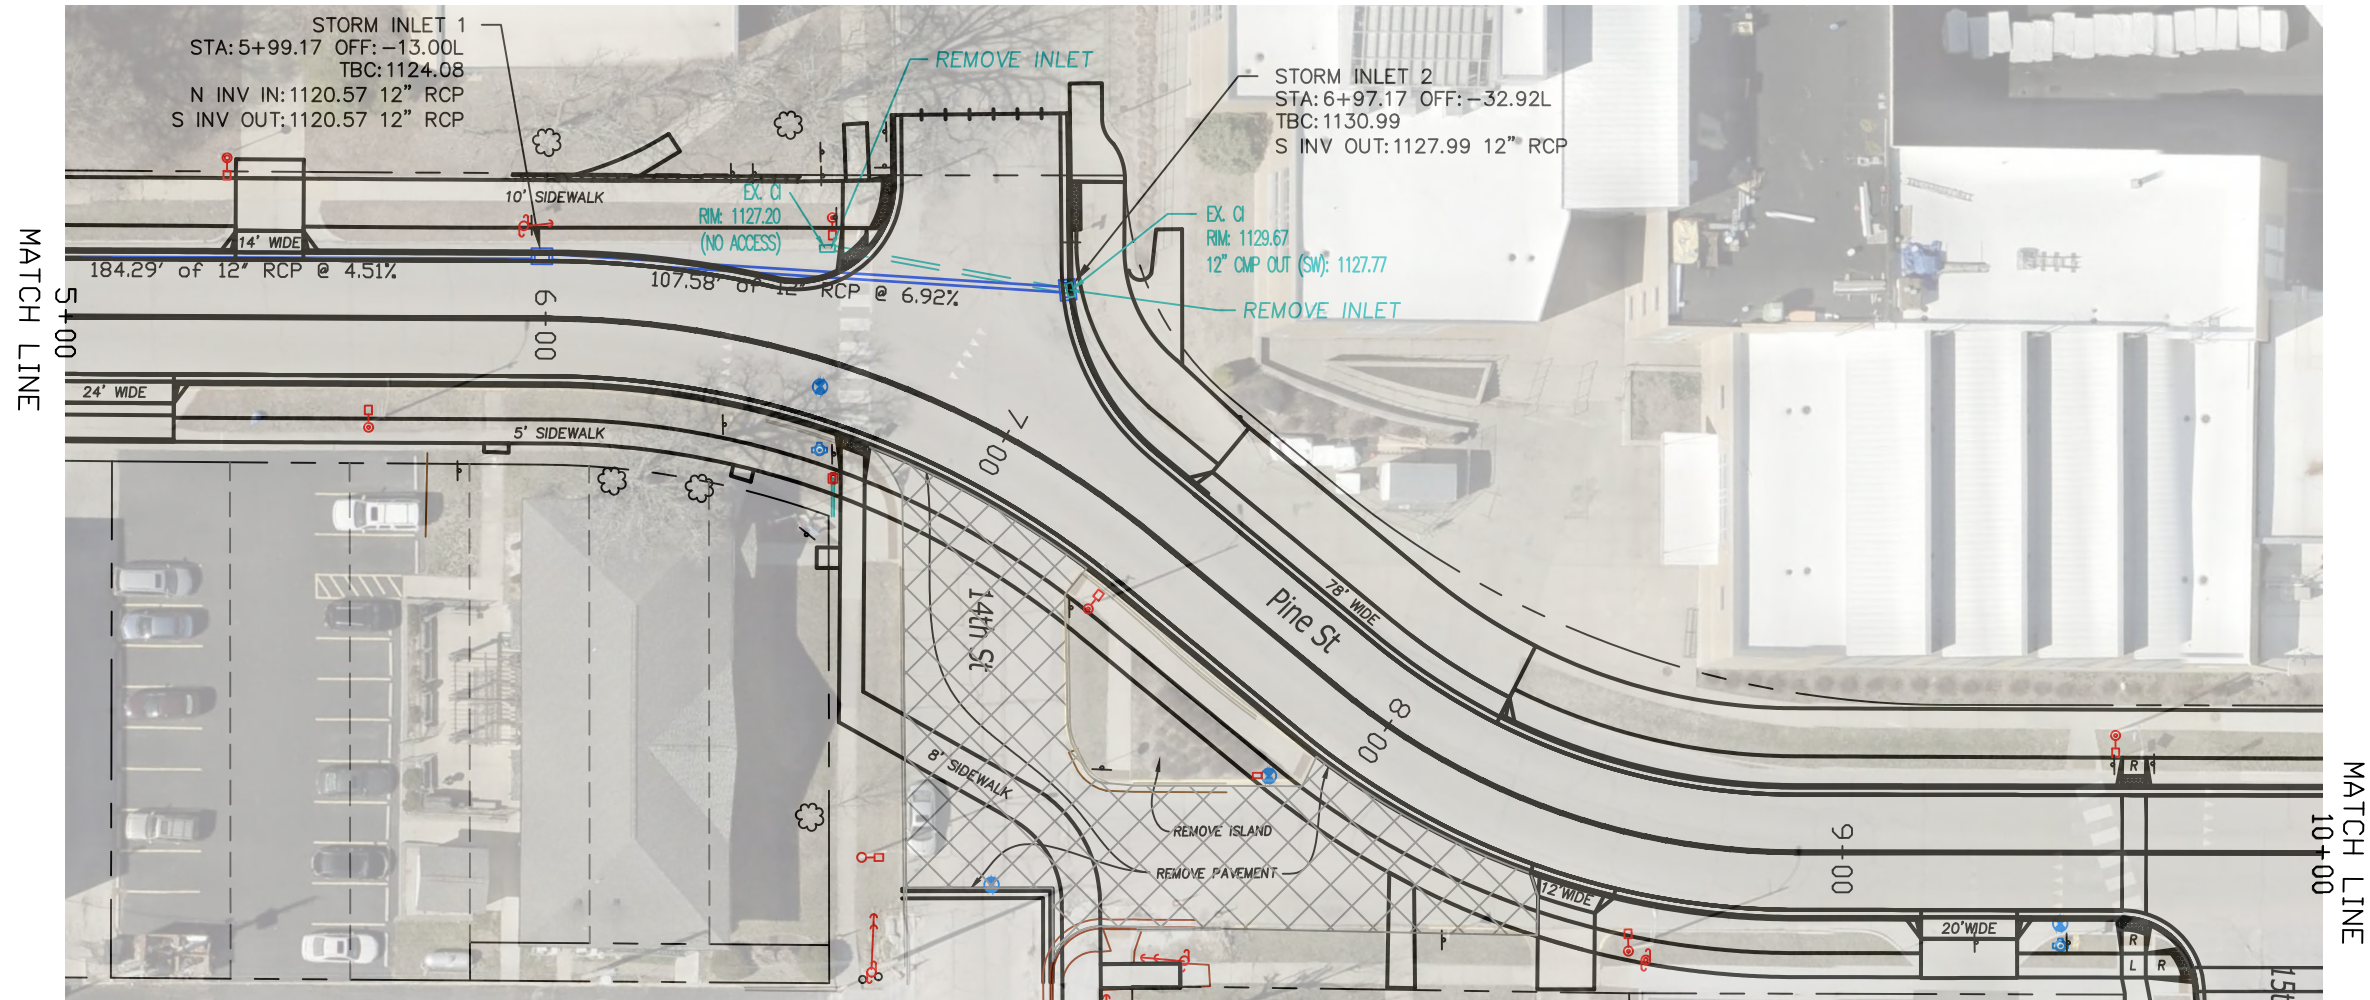 STORM INLET 1
STA: 5+99.17 OFF: -13.00L
TBC: 1124.08
N INV IN: 1120.57 12" RCP
S INV OUT: 1120.57 12" RCP
REMOVE INLET
STORM INLET 2
STA: 6+97.17 OFF: -32.92L
TBC: 1130.99
S INV OUT: 1127.99 12" RCP
10' SIDEWALK
EX. CI
RIM: 1127.20
(NO ACCESS)
EX. CI
RIM: 1129.67
12" CMP OUT (SW): 1127.77
REMOVE INLET
14' WIDE
184.29' of 12" RCP @ 4.51%
107.58' of 12" RCP @ 6.92%
MATCH LINE
5+00
6+00
24' WIDE
5' SIDEWALK
7+00
14th St
Pine St
78' WIDE
8+00
8' SIDEWALK
REMOVE ISLAND
REMOVE PAVEMENT
12' WIDE
9+00
20' WIDE
R
R
L R
10+00
MATCH LINE